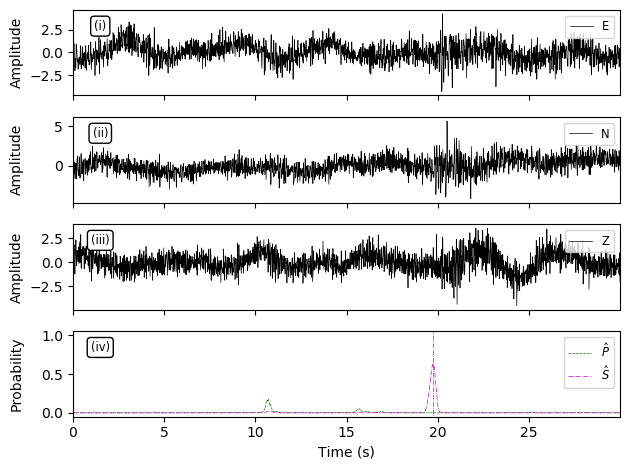 (i)
E
Amplitude
2.5
0.0
−2.5
(ii)
N
Amplitude
5
0
(iii)
Z
Amplitude
2.5
0.0
−2.5
(iv)
P̂
Ŝ
Probability
1.0
0.5
0.0
0 5 10 15 20 25
Time (s)